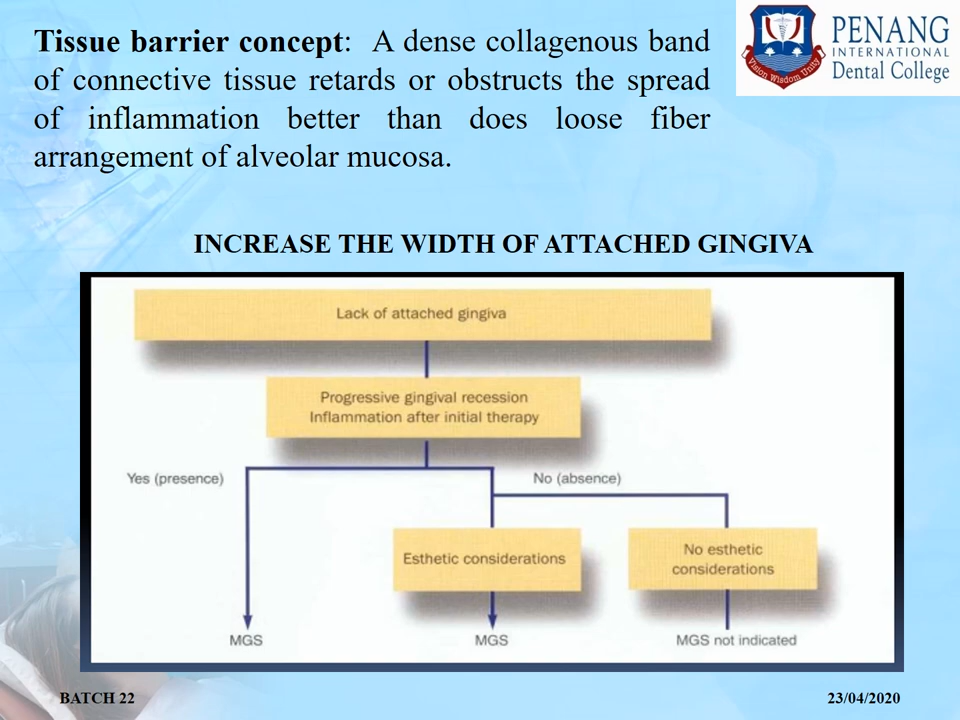 Tissue barrier concept: A dense collagenous band
of connective tissue retards or obstructs the spread
of inflammation better than does loose fiber
arrangement of alveolar mucosa.
PENANG
INTERNATIONAL
Dental College
Vision Wisdom Unity
INCREASE THE WIDTH OF ATTACHED GINGIVA
Lack of attached gingiva
Progressive gingival recession
Inflammation after initial therapy
Yes (presence)
No (absence)
Esthetic considerations
No esthetic
considerations
MGS
MGS
MGS not indicated
BATCH 22
23/04/2020